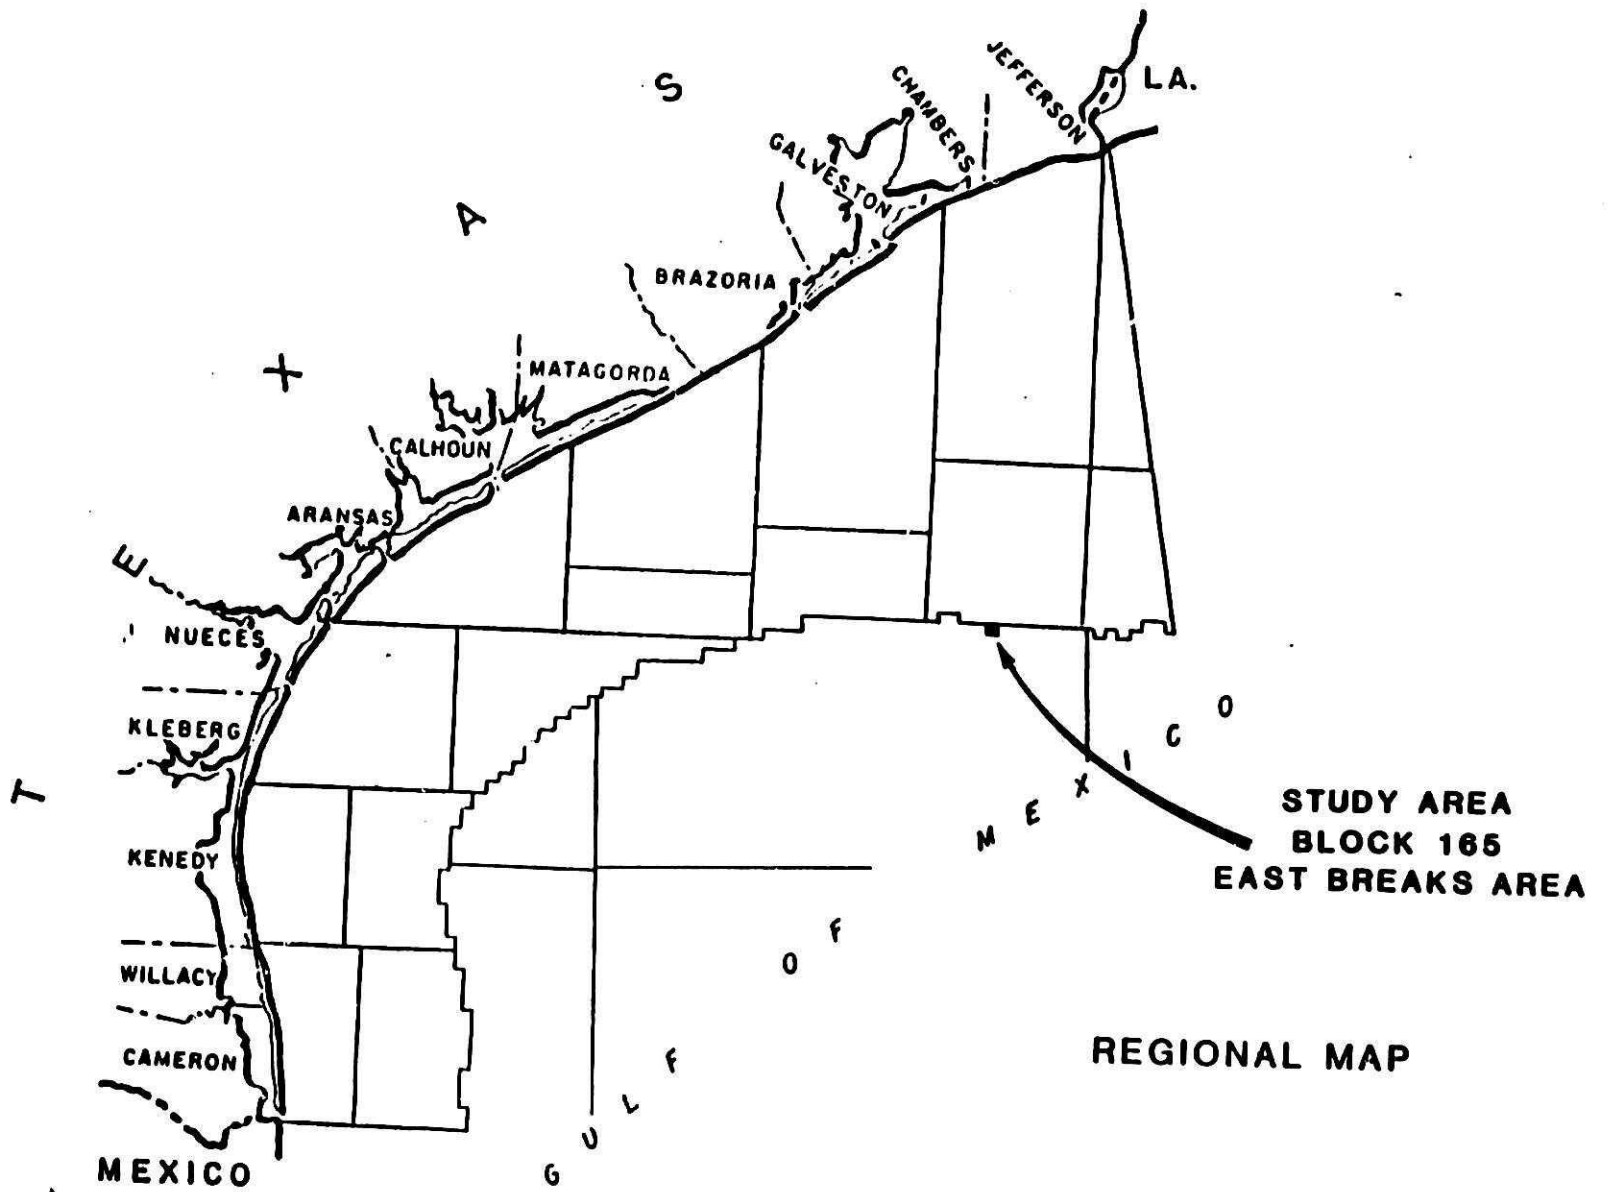 TEXAS
LA.
JEFFERSON
CHAMBERS
GALVESTON
BRAZORIA
MATAGORDA
CALHOUN
ARANSAS
NUECES
KLEBERG
KENEDY
WILLACY
CAMERON
MEXICO
GULF OF MEXICO
STUDY AREA
BLOCK 165
EAST BREAKS AREA
REGIONAL MAP